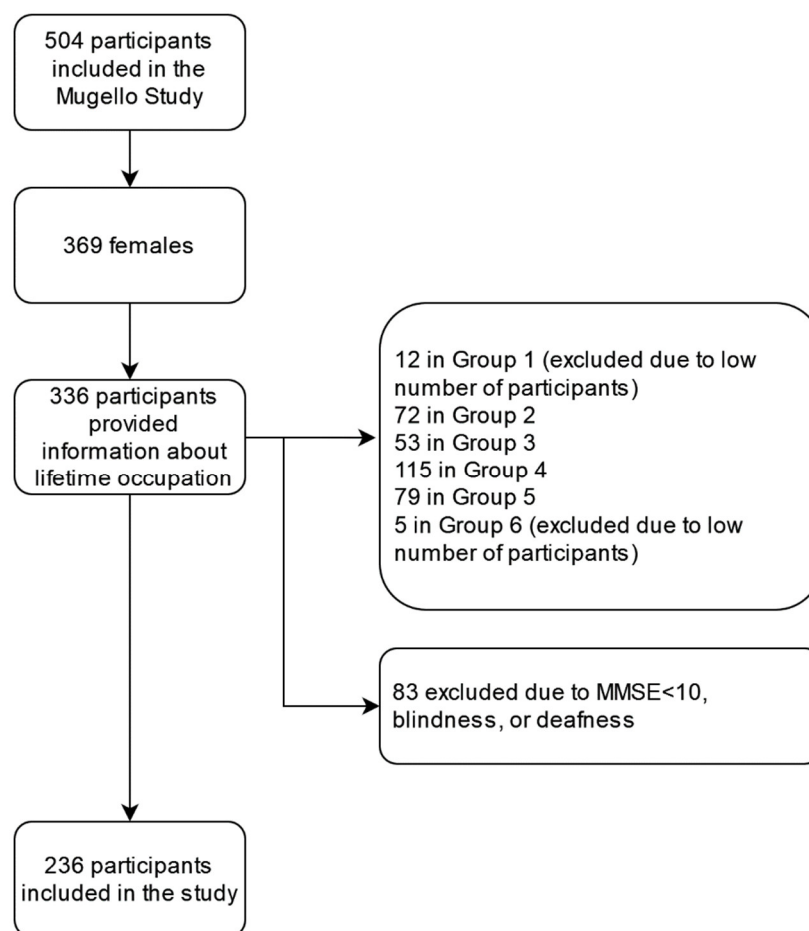 504 participants
included in the
Mugello Study
369 females
336 participants
provided
information about
lifetime occupation
12 in Group 1 (excluded due to low
number of participants)
72 in Group 2
53 in Group 3
115 in Group 4
79 in Group 5
5 in Group 6 (excluded due to low
number of participants)
83 excluded due to MMSE<10,
blindness, or deafness
236 participants
included in the study